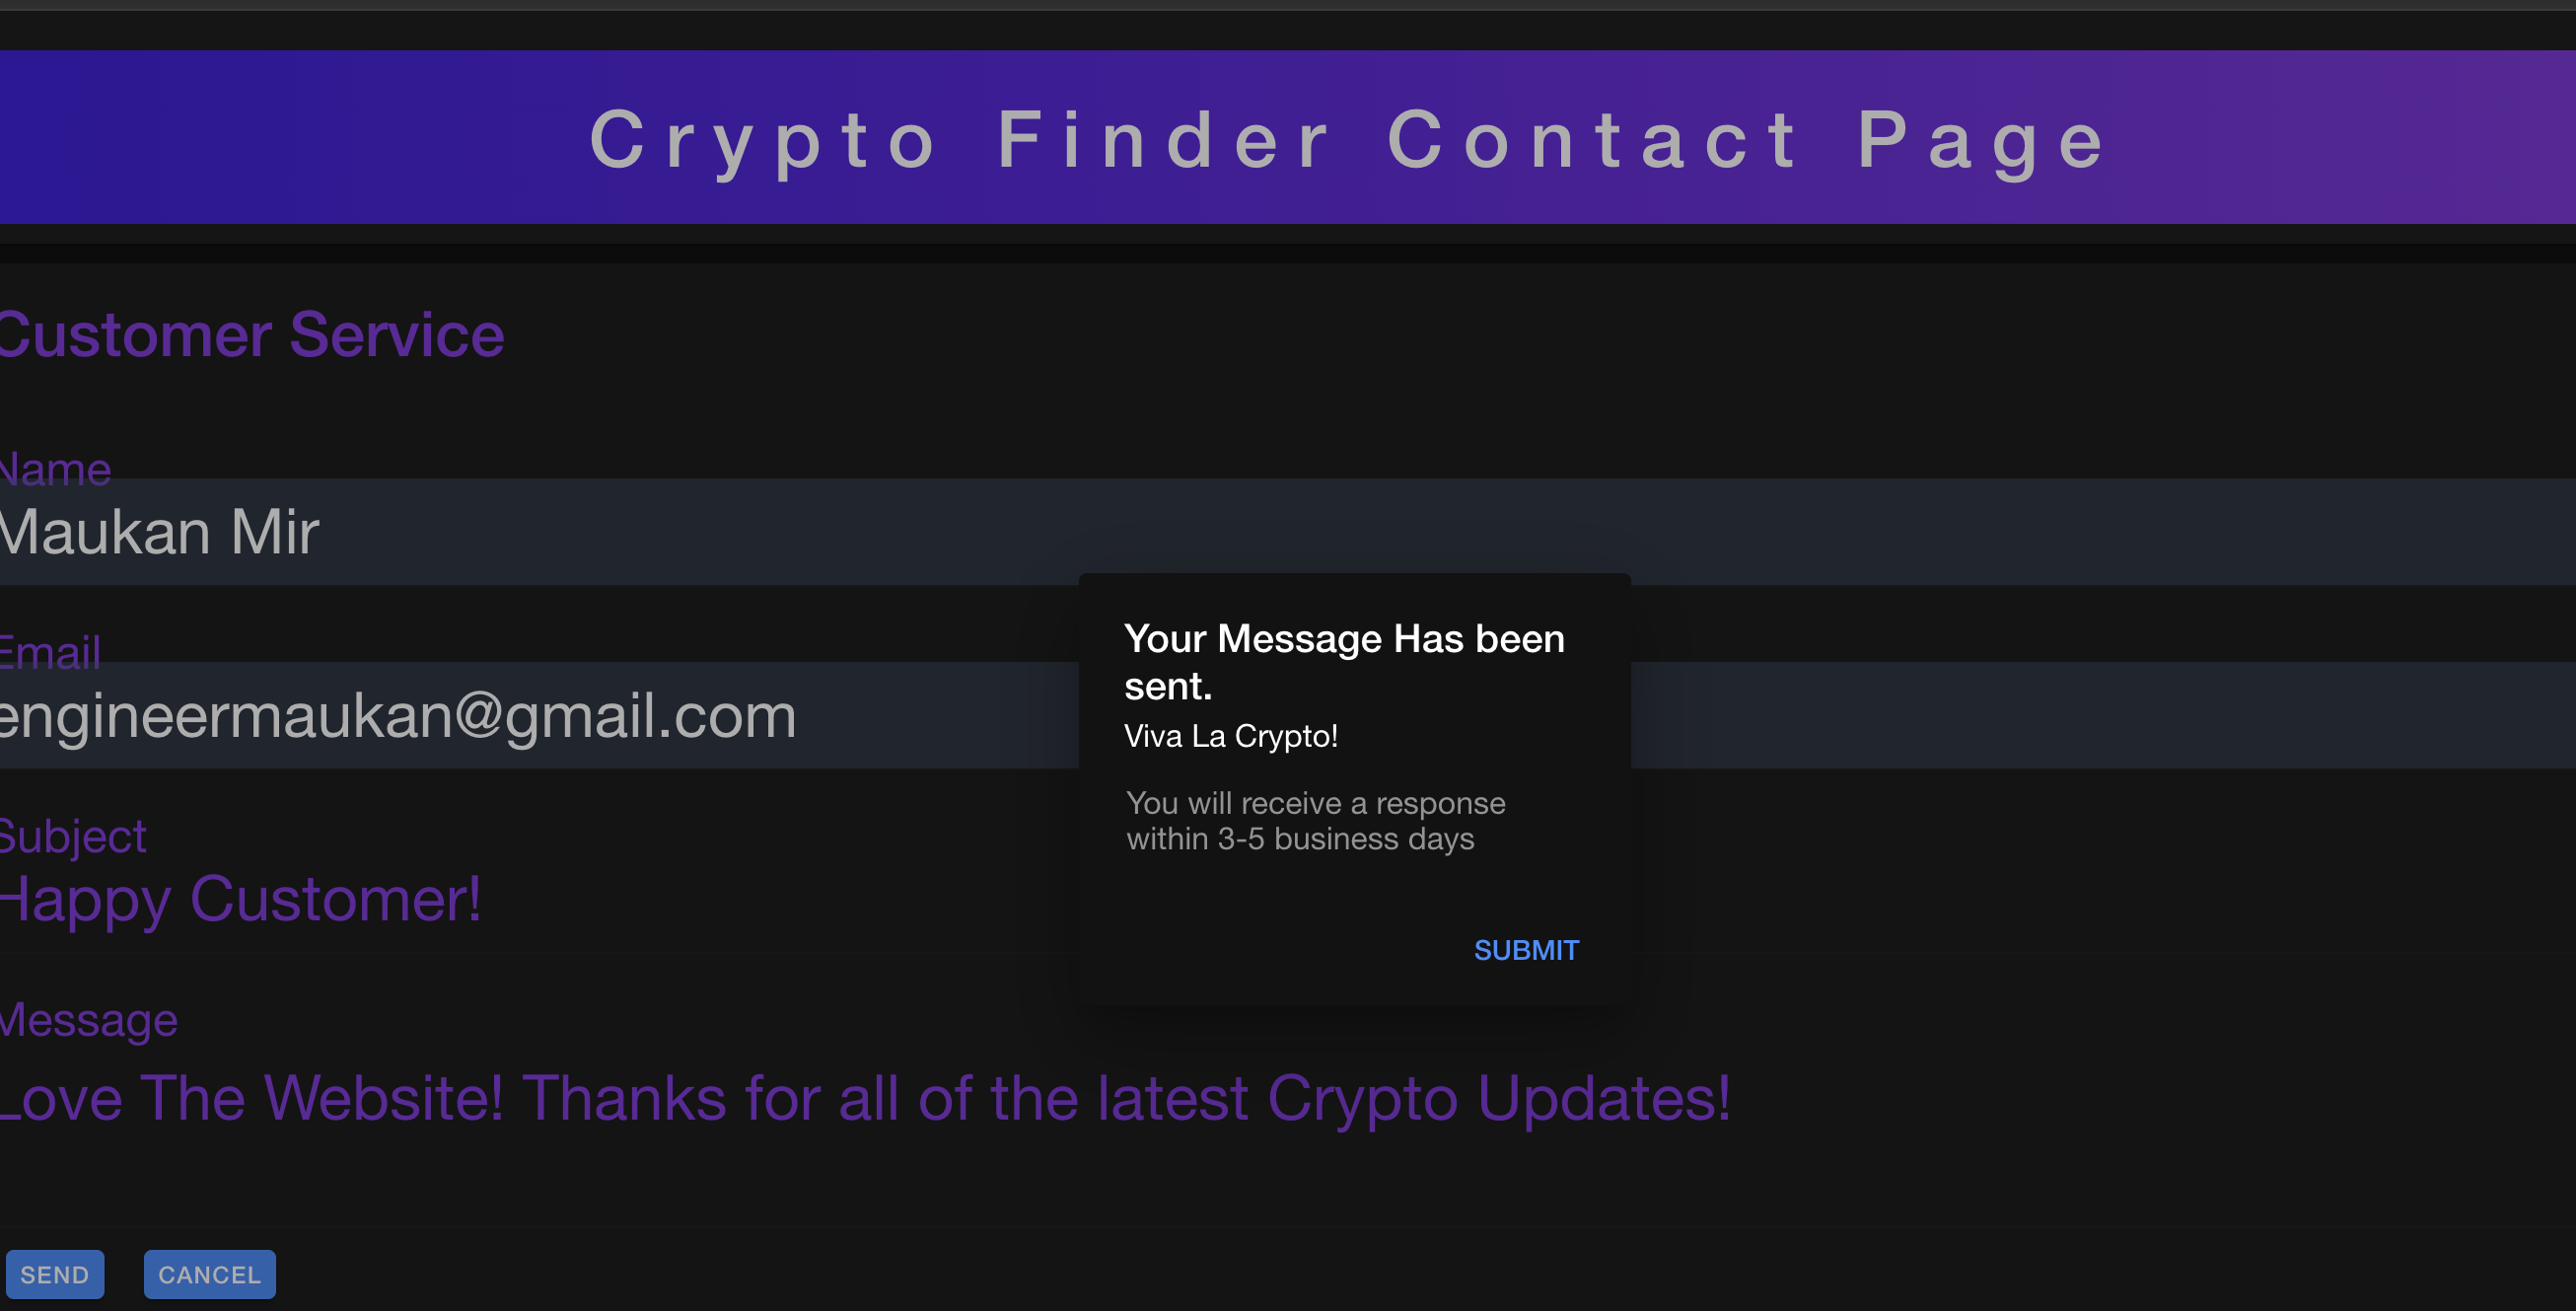 Crypto Finder Contact Page
Customer Service
Name
Maukan Mir
Email
engineermaukan@gmail.com
Subject
Happy Customer!
Message
Love The Website! Thanks for all of the latest Crypto Updates!
SEND
CANCEL
Your Message Has been
sent.
Viva La Crypto!
You will receive a response
within 3-5 business days
SUBMIT